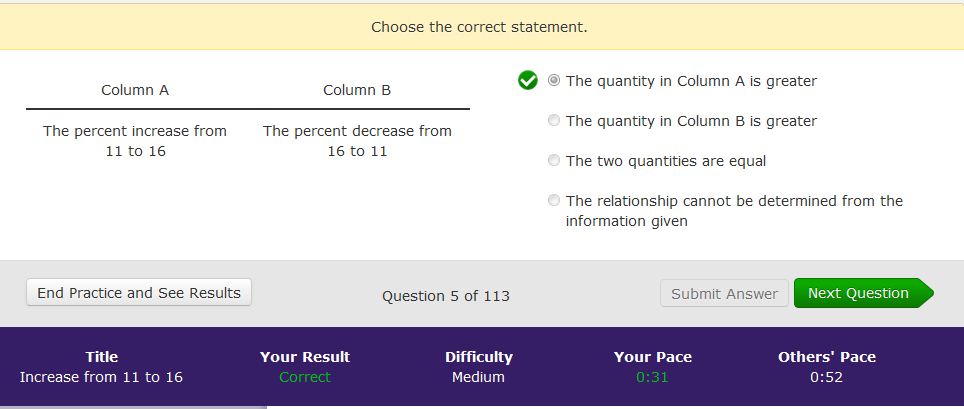 Choose the correct statement.
Column A
Column B
The percent increase from
11 to 16
The percent decrease from
16 to 11
The quantity in Column A is greater
The quantity in Column B is greater
The two quantities are equal
The relationship cannot be determined from the
information given
End Practice and See Results
Question 5 of 113
Submit Answer
Next Question
Title
Increase from 11 to 16
Your Result
Correct
Difficulty
Medium
Your Pace
0:31
Others' Pace
0:52